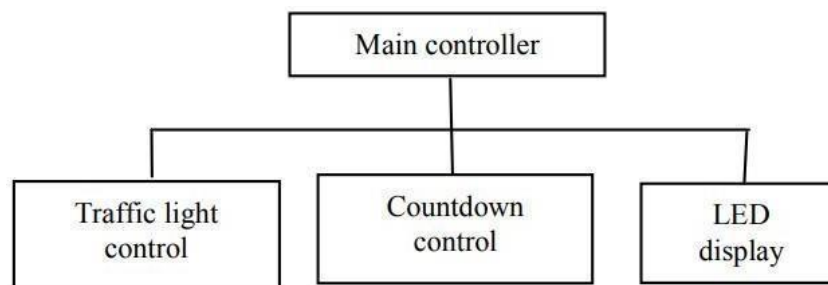 Main controller
Traffic light
control
Countdown
control
LED
display